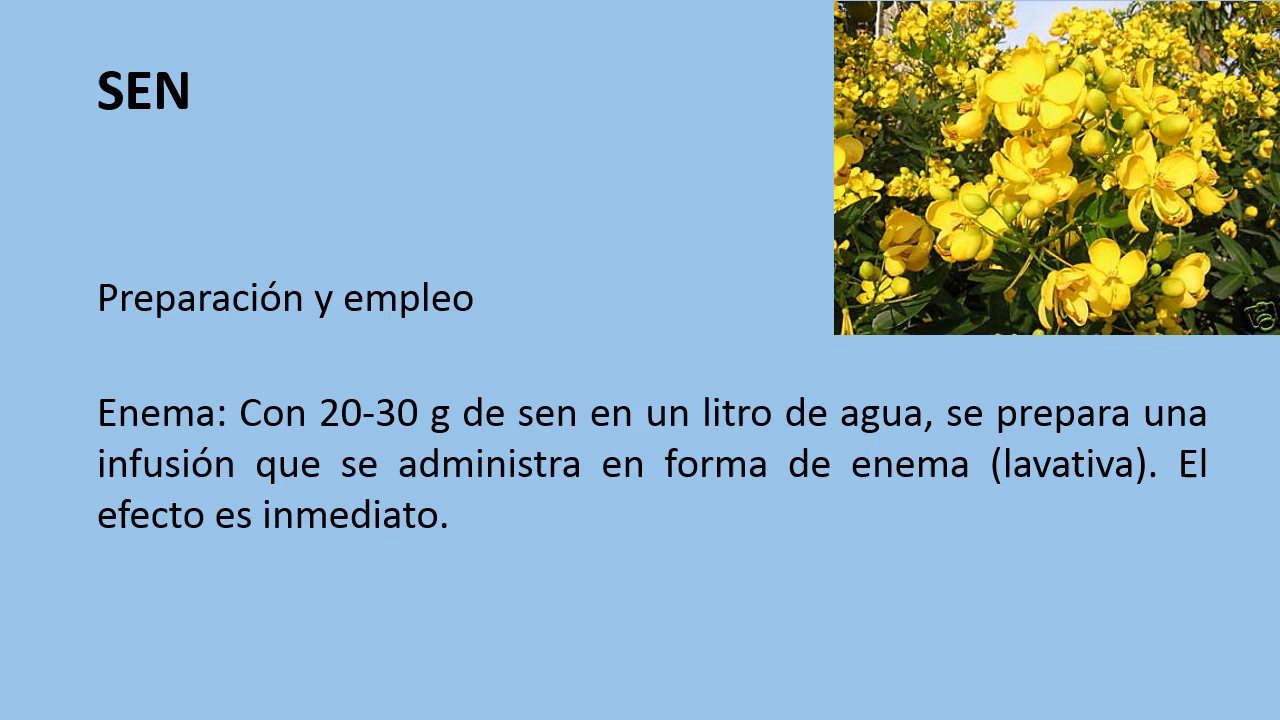 SEN
Preparación y empleo
Enema: Con 20-30 g de sen en un litro de agua, se prepara una
infusión que se administra en forma de enema (lavativa). El
efecto es inmediato.